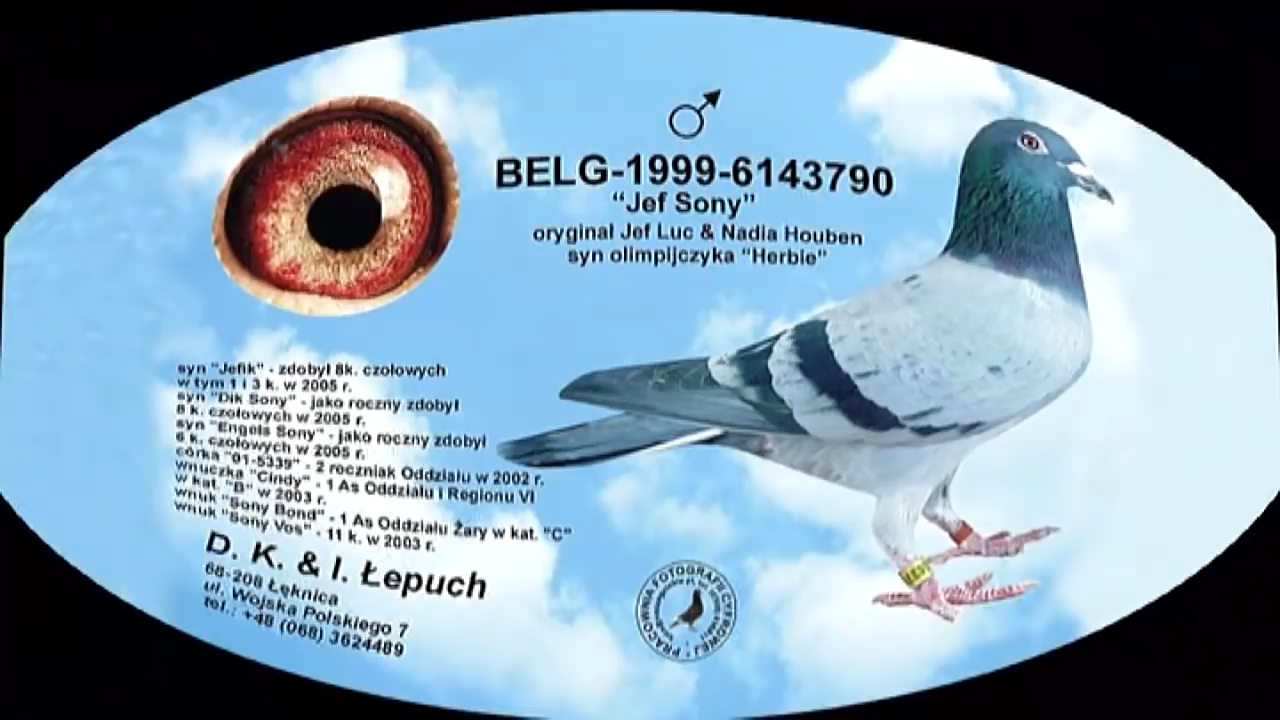 BELG-1999-6143790
“Jef Sony”
oryginał Jef Luc & Nadia Houben
syn olimpijczyka "Herbie"
syn "Jefik" - zdobył 8k. czołowych
w tym 1 i 3 k. w 2005 r.
syn "Dik Sony" - jako roczny zdobył
8 k. czołowych w 2005 r.
syn "Engels Sony" - jako roczny zdobył
6 k. czołowych w 2005 r.
córka "01-5339" - 2 roczniak Oddziału w 2002 r.
wnuczka "Cindy" - 1 As Oddziału i Regionu VI
w kat. "B" w 2003 r.
wnuk "Sony Bond" - 1 As Oddziału Żary w kat. "C"
wnuk "Sony Vos" - 11 k. w 2003 r.
D. K. & I. Łepuch
68-208 Łęknica
ul. Wojska Polskiego 7
tel.: +48 (068) 3624489
PRACOWNIA FOTOGRAFII CYFROWEJ